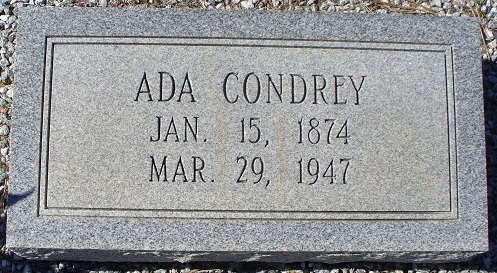 ADA CONDREY
JAN. 15, 1874
MAR. 29, 1947